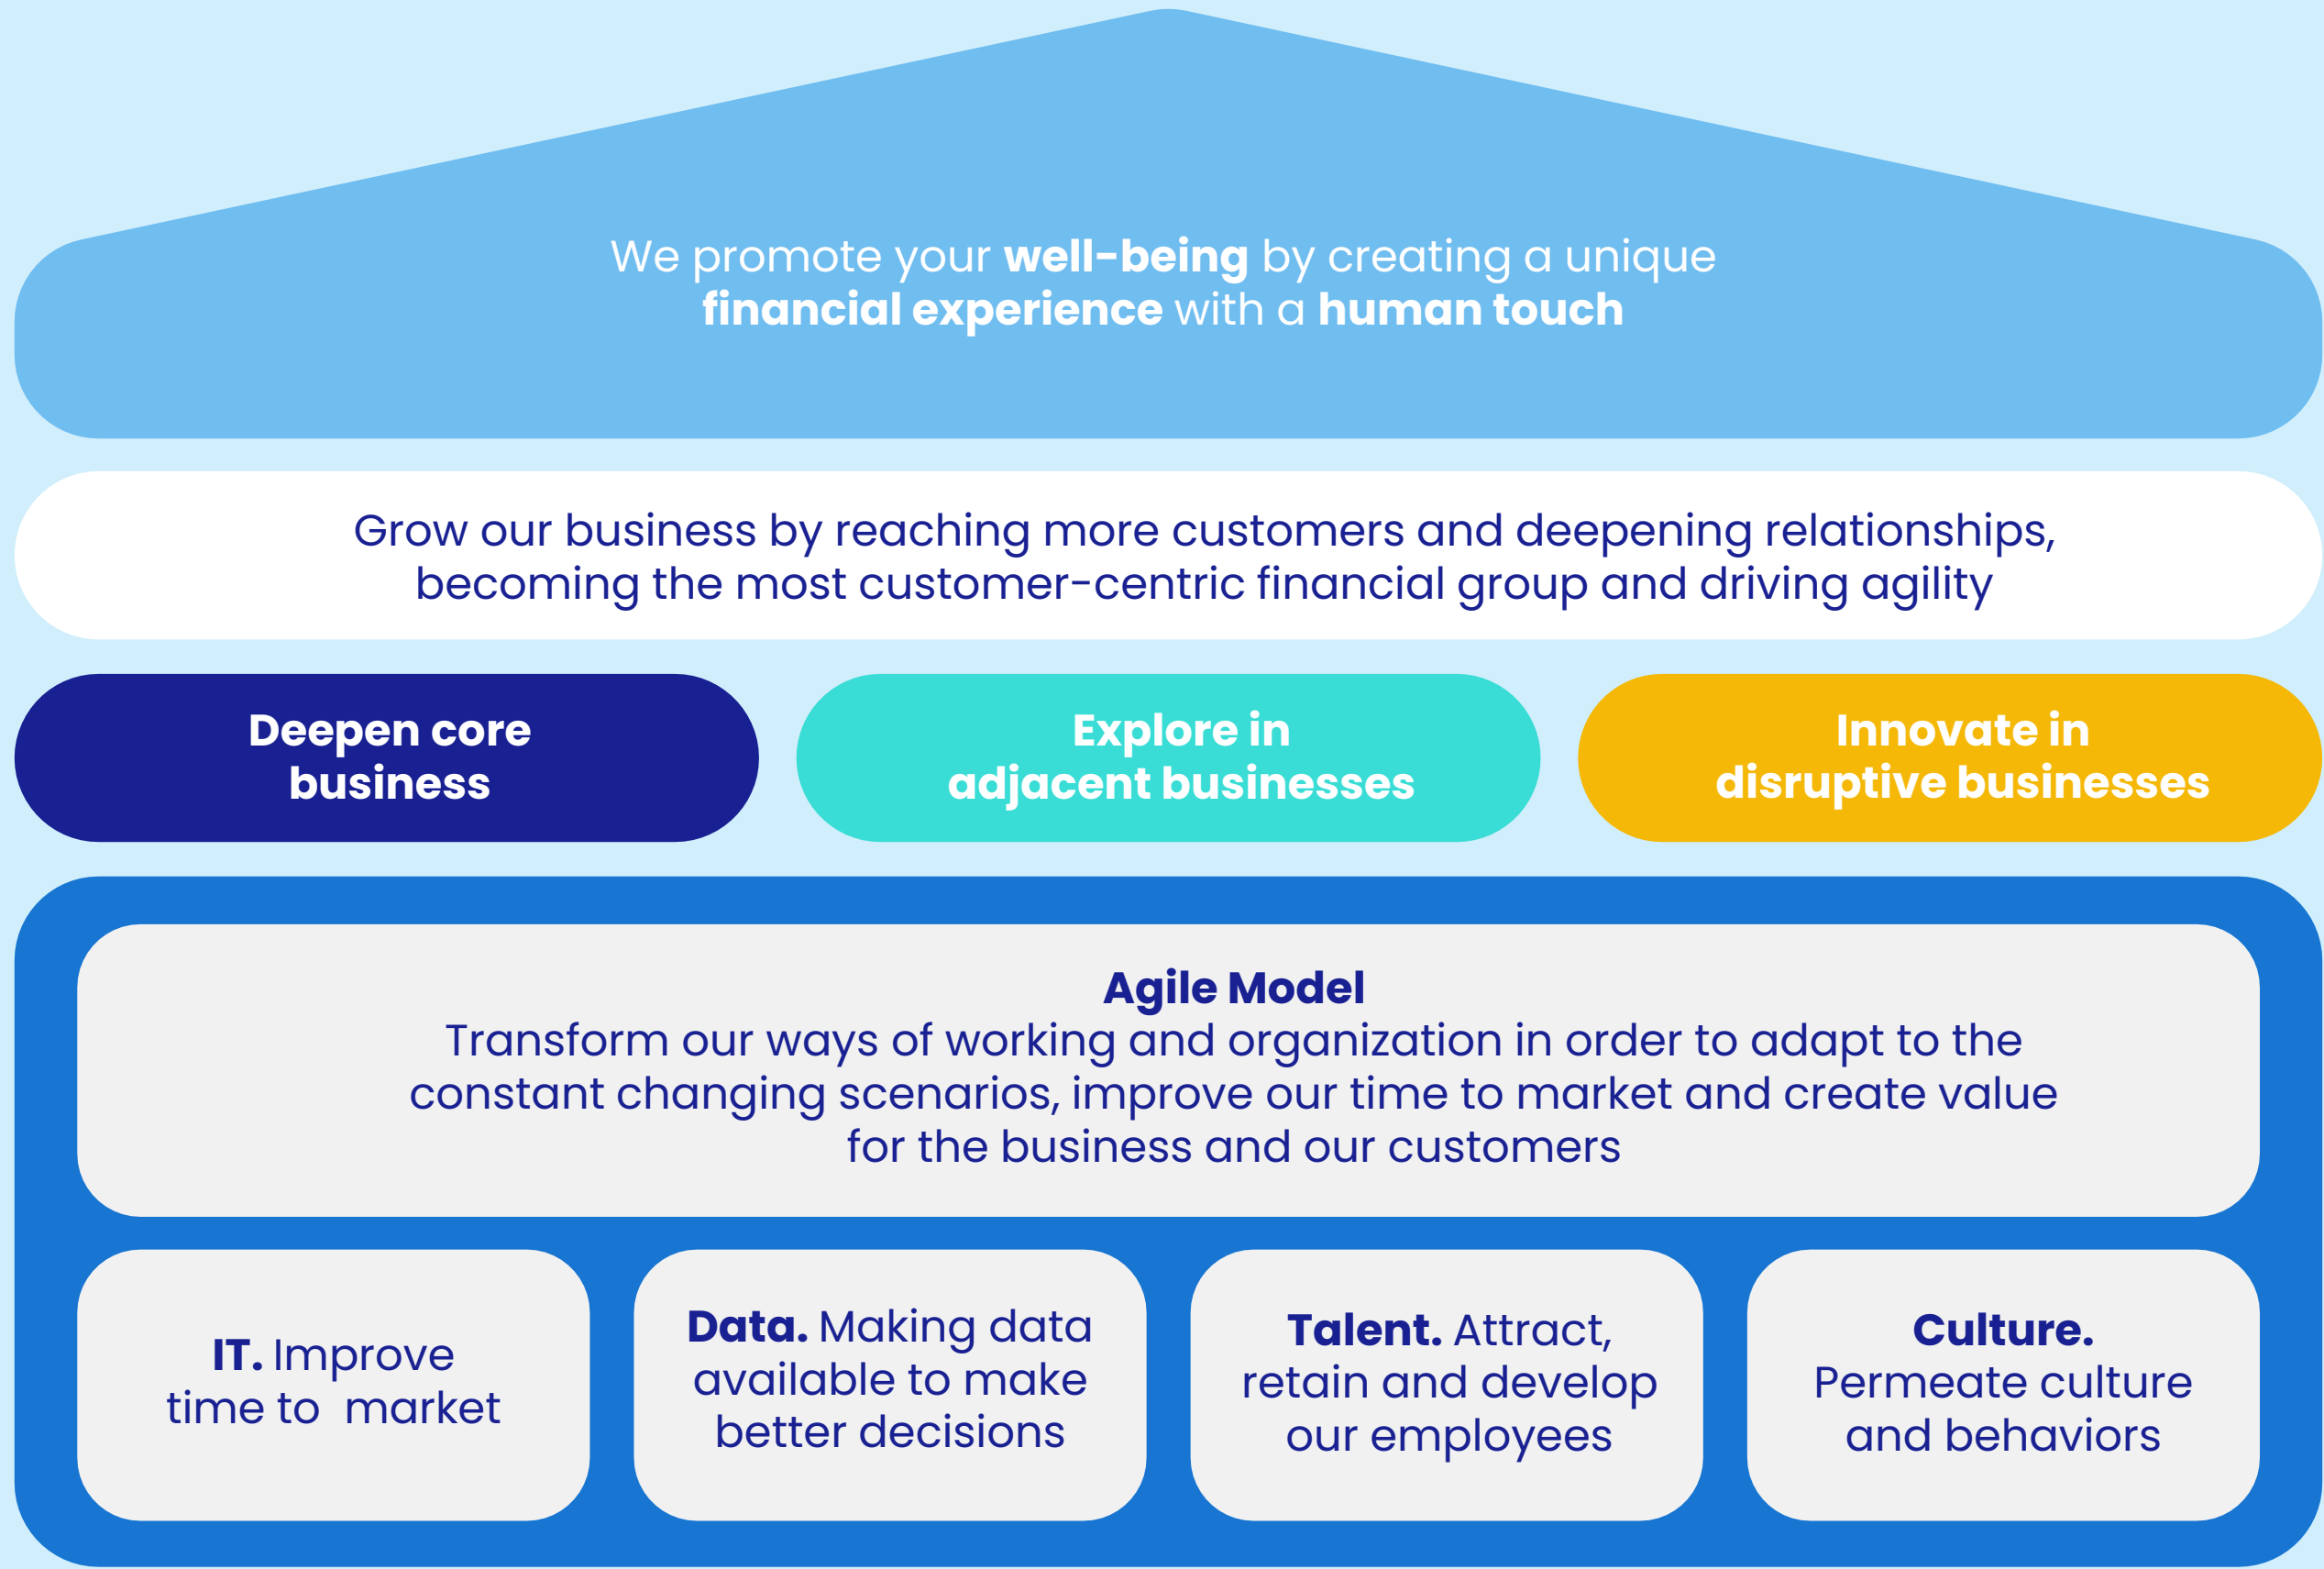 We promote your well-being by creating a unique
financial experience with a human touch
Grow our business by reaching more customers and deepening relationships,
becoming the most customer-centric financial group and driving agility
Deepen core
business
Explore in
adjacent businesses
Innovate in
disruptive businesses
Agile Model
Transform our ways of working and organization in order to adapt to the
constant changing scenarios, improve our time to market and create value
for the business and our customers
IT. Improve
time to  market
Data. Making data
available to make
better decisions
Talent. Attract,
retain and develop
our employees
Culture.
Permeate culture
and behaviors